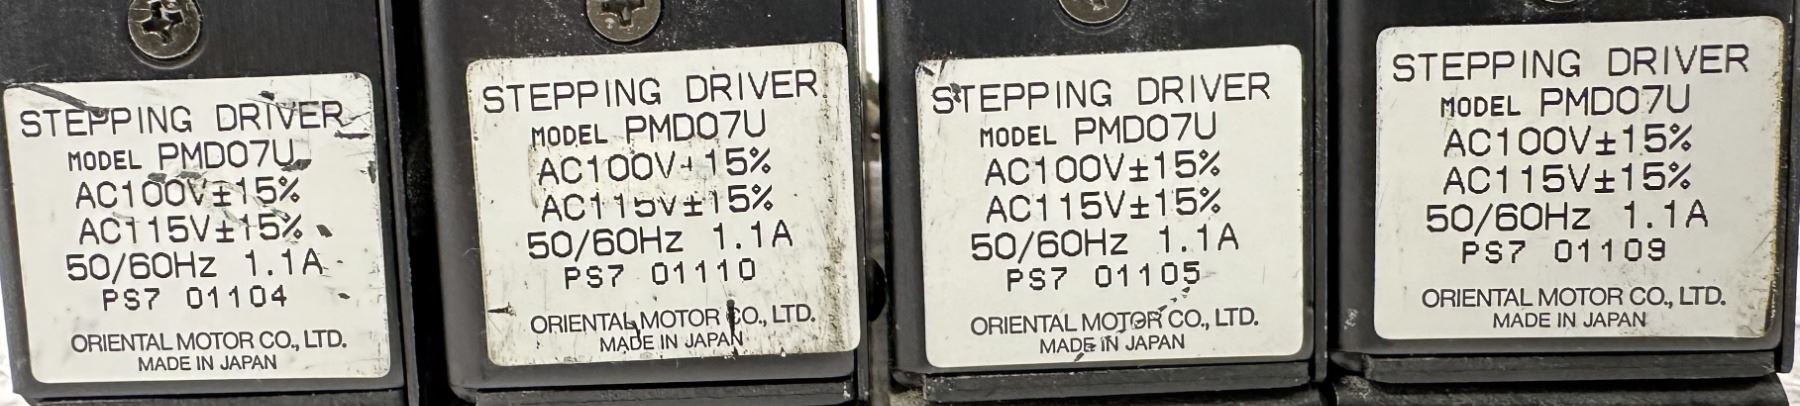 STEPPING DRIVER
MODEL PMD07U
AC100V±15%
AC115V±15%
50/60Hz 1.1A
PS7 01104
ORIENTAL MOTOR CO., LTD.
MADE IN JAPAN
STEPPING DRIVER
MODEL PMD07U
AC100V±15%
AC115V±15%
50/60Hz 1.1A
PS7 01110
ORIENTAL MOTOR CO., LTD.
MADE IN JAPAN
STEPPING DRIVER
MODEL PMD07U
AC100V±15%
AC115V±15%
50/60Hz 1.1A
PS7 01105
ORIENTAL MOTOR CO., LTD.
MADE IN JAPAN
STEPPING DRIVER
MODEL PMD07U
AC100V±15%
AC115V±15%
50/60Hz 1.1A
PS7 01109
ORIENTAL MOTOR CO., LTD.
MADE IN JAPAN